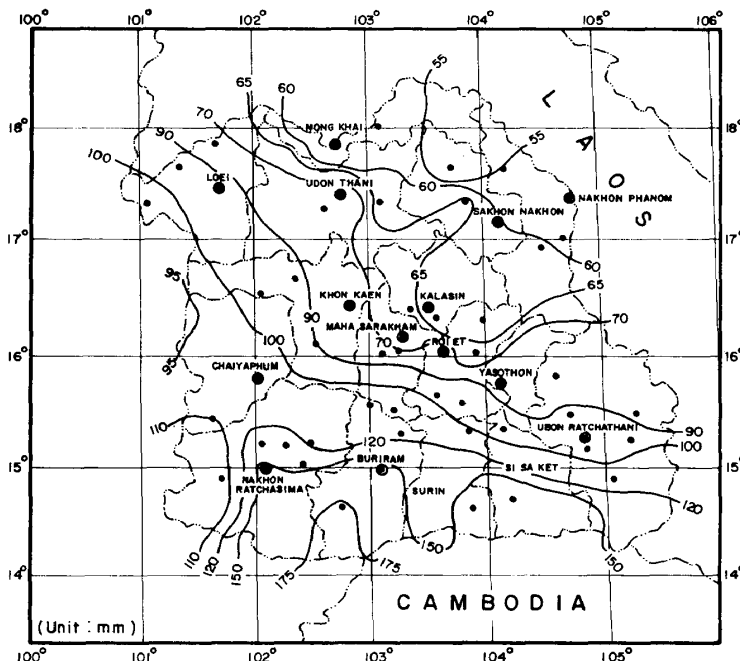 100° 101° 102° 103° 104° 105° 106°
55
60
65
70
L A O S
55
18° 18°
NONG KHAI
90
100
LOEI
UDON THANI
60
NAKHON PHANOM
SAKHON NAKHON
17° 17°
60
95
65
65
KHON KAEN
KALASIN
90
70
MAHA SARAKHAM
100
70
ROI ET
16° 16°
95
CHAIYAPHUM
YASOTHON
110
90
UBON RATCHATHANI
120
100
BURIRAM
SI SA KET
15° 15°
NAKHON
RATCHASIMA
SURIN
120
150
150
110
120
150
175
175
14° 14°
CAMBODIA
(Unit : mm)
100° 101° 102° 103° 104° 105° 106°